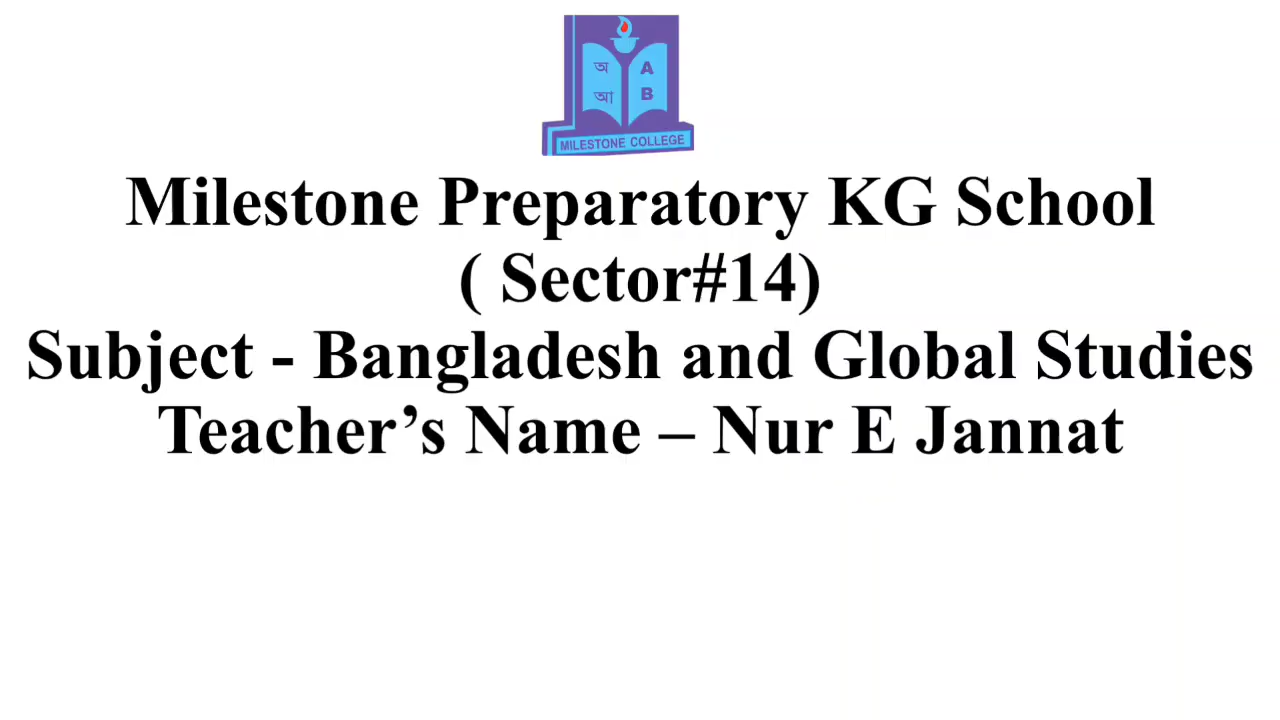 অ A
আ B
MILESTONE COLLEGE
Milestone Preparatory KG School
( Sector#14)
Subject - Bangladesh and Global Studies
Teacher’s Name – Nur E Jannat